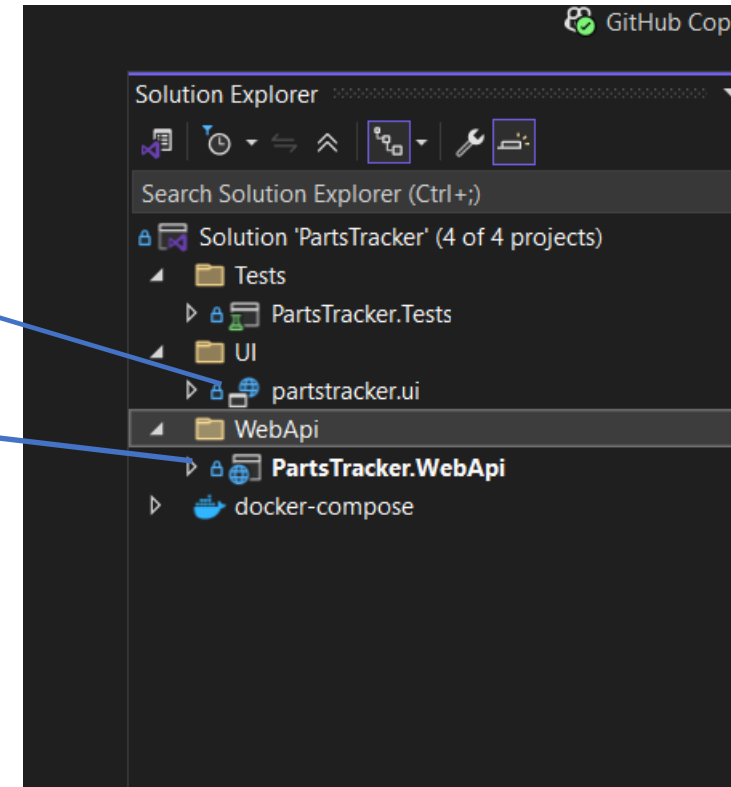 GitHub Cop
Solution Explorer
Search Solution Explorer (Ctrl+;)
Solution 'PartsTracker' (4 of 4 projects)
Tests
PartsTracker.Tests
UI
partstracker.ui
WebApi
PartsTracker.WebApi
docker-compose